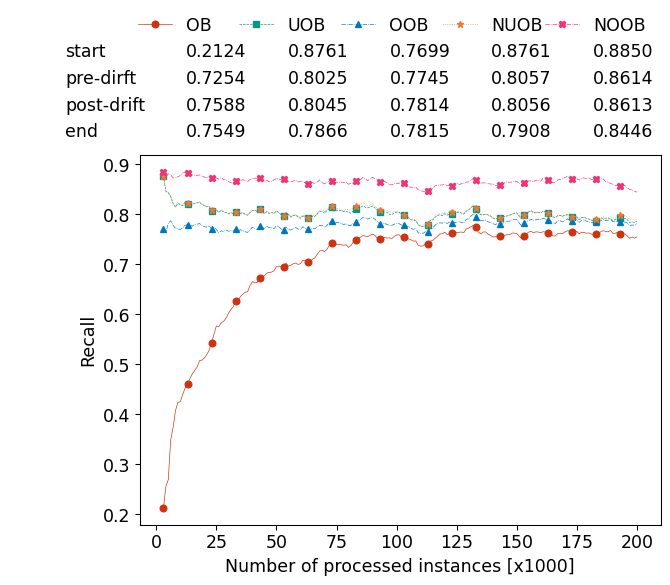 OB UOB OOB NUOB NOOB
start 0.2124 0.8761 0.7699 0.8761 0.8850
pre-dirft 0.7254 0.8025 0.7745 0.8057 0.8614
post-drift 0.7588 0.8045 0.7814 0.8056 0.8613
end 0.7549 0.7866 0.7815 0.7908 0.8446
0.9
0.8
0.7
0.6
0.5
0.4
0.3
0.2
Recall
0 25 50 75 100 125 150 175 200
Number of processed instances [x1000]